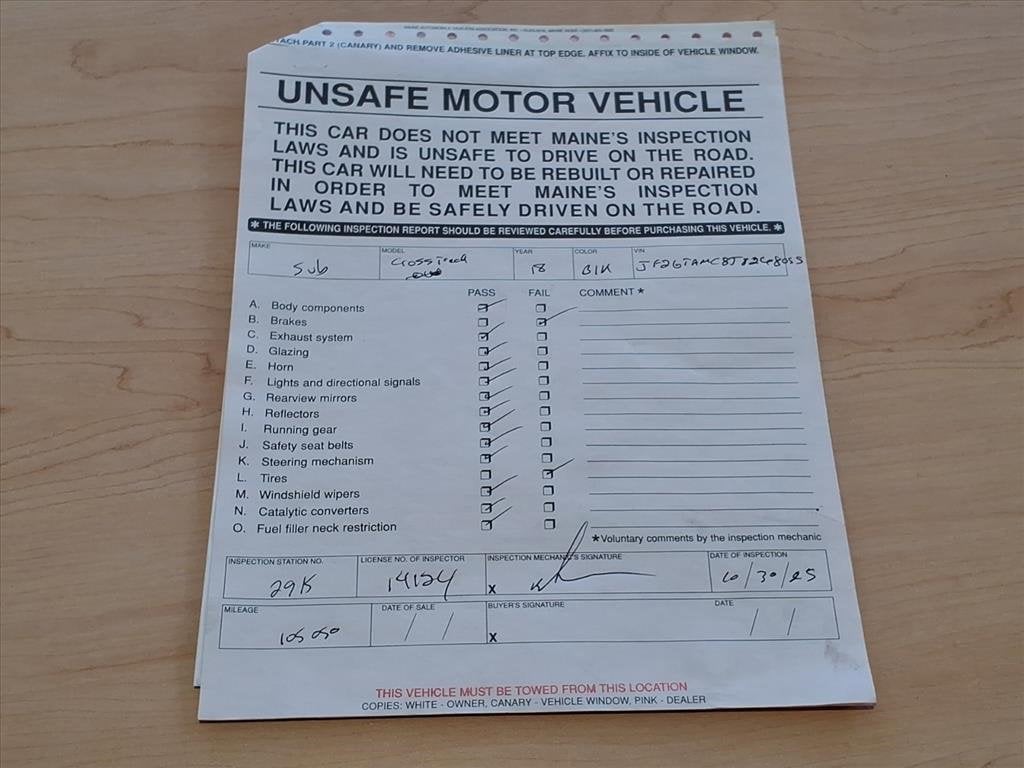 TACH PART 2 (CANARY) AND REMOVE ADHESIVE LINER AT TOP EDGE. AFFIX TO INSIDE OF VEHICLE WINDOW.
UNSAFE MOTOR VEHICLE
THIS CAR DOES NOT MEET MAINE'S INSPECTION
LAWS AND IS UNSAFE TO DRIVE ON THE ROAD.
THIS CAR WILL NEED TO BE REBUILT OR REPAIRED
IN ORDER TO MEET MAINE'S INSPECTION
LAWS AND BE SAFELY DRIVEN ON THE ROAD.
* THE FOLLOWING INSPECTION REPORT SHOULD BE REVIEWED CAREFULLY BEFORE PURCHASING THIS VEHICLE. *
MAKE MODEL YEAR COLOR VIN
Sub Crosstreck 18 Blk
PASS FAIL COMMENT *
A. Body components
B. Brakes
C. Exhaust system
D. Glazing
E. Horn
F. Lights and directional signals
G. Rearview mirrors
H. Reflectors
I. Running gear
J. Safety seat belts
K. Steering mechanism
L. Tires
M. Windshield wipers
N. Catalytic converters
O. Fuel filler neck restriction
*Voluntary comments by the inspection mechanic
INSPECTION STATION NO. LICENSE NO. OF INSPECTOR INSPECTION MECHANIC'S SIGNATURE DATE OF INSPECTION
29K 14124 X 10/30/25
MILEAGE DATE OF SALE BUYER'S SIGNATURE DATE
105050 / / X / /
THIS VEHICLE MUST BE TOWED FROM THIS LOCATION
COPIES: WHITE - OWNER, CANARY - VEHICLE WINDOW, PINK - DEALER